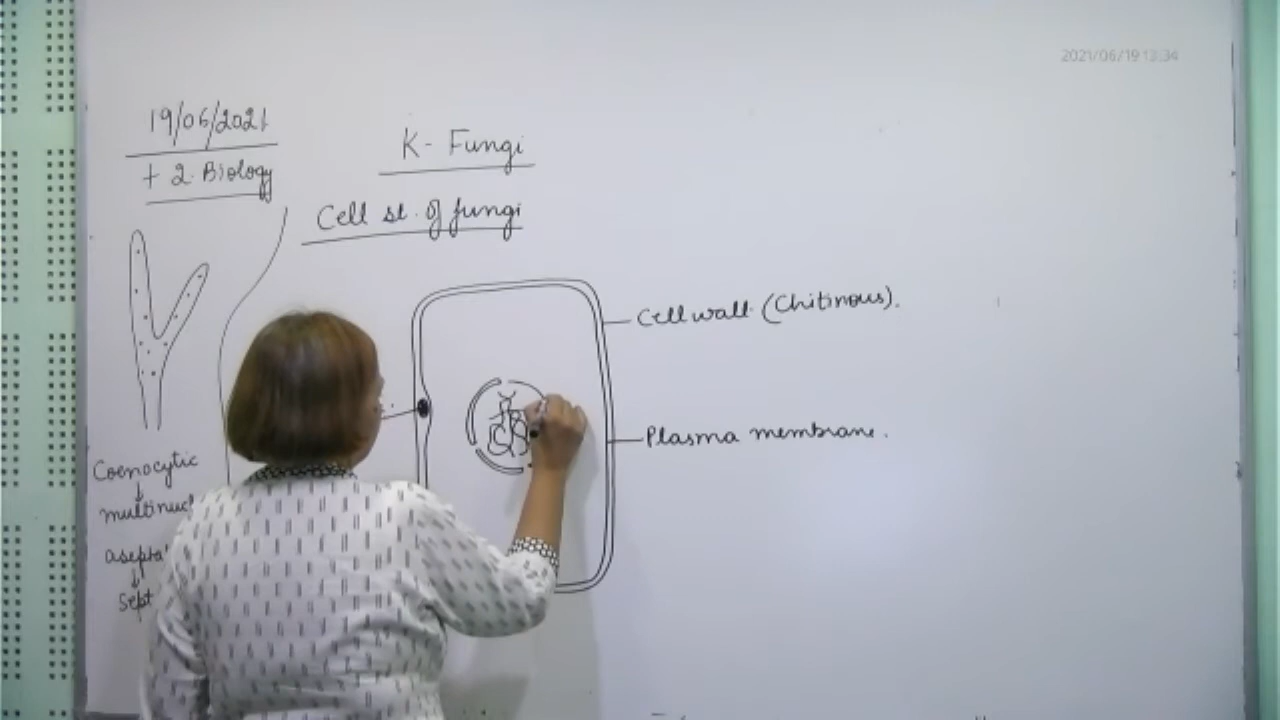 2021/06/19 13:34
19/06/2021
+ 2 Biology
K- Fungi
Cell st. of fungi
Cell wall (Chitinous).
Plasma membrane.
Coenocytic
↓
multinucl
asepta
↓
Sept